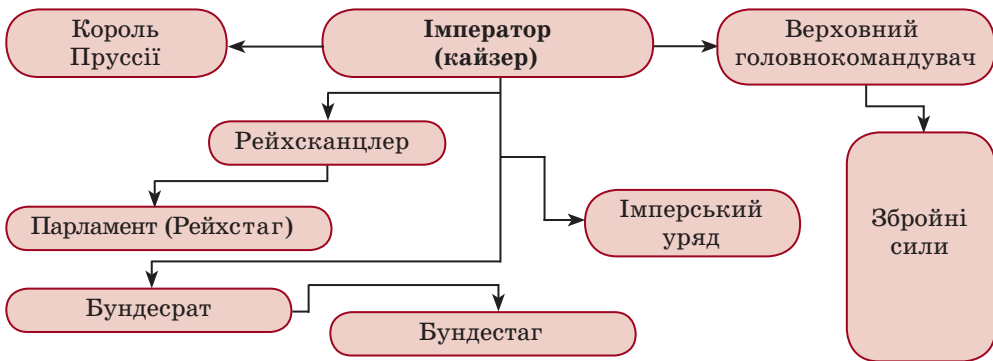 Король
Пруссії
Імператор
(кайзер)
Верховний
головнокомандувач
Рейхсканцлер
Парламент (Рейхстаг)
Імперський
уряд
Збройні
сили
Бундесрат
Бундестаг